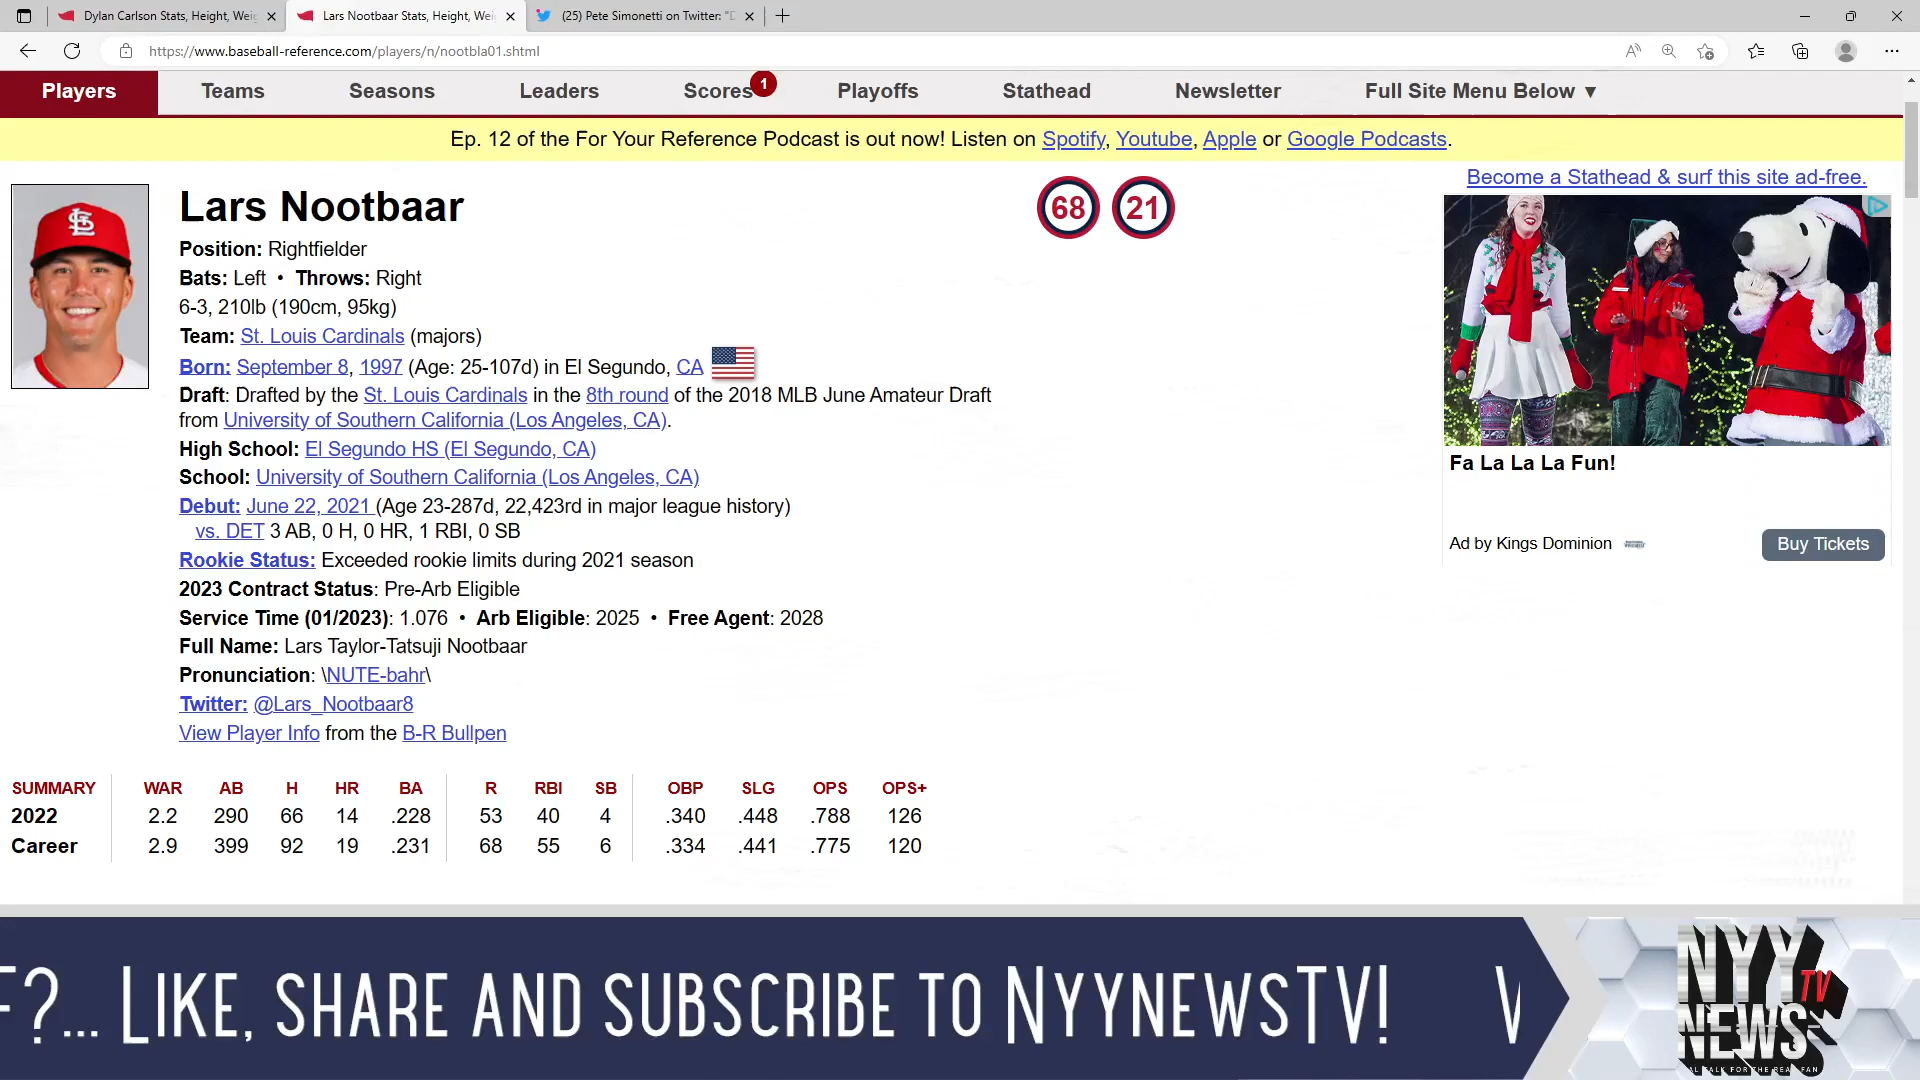 Dylan Carlson Stats, Height, Weig
Lars Nootbaar Stats, Height, Wei
(25) Pete Simonetti on Twitter: "D
https://www.baseball-reference.com/players/n/nootbla01.shtml
Players Teams Seasons Leaders Scores 1 Playoffs Stathead Newsletter Full Site Menu Below ▼
Ep. 12 of the For Your Reference Podcast is out now! Listen on Spotify, Youtube, Apple or Google Podcasts.
Become a Stathead & surf this site ad-free.
Lars Nootbaar
68 21
Position: Rightfielder
Bats: Left • Throws: Right
6-3, 210lb (190cm, 95kg)
Team: St. Louis Cardinals (majors)
Born: September 8, 1997 (Age: 25-107d) in El Segundo, CA
Draft: Drafted by the St. Louis Cardinals in the 8th round of the 2018 MLB June Amateur Draft
from University of Southern California (Los Angeles, CA).
High School: El Segundo HS (El Segundo, CA)
School: University of Southern California (Los Angeles, CA)
Debut: June 22, 2021 (Age 23-287d, 22,423rd in major league history)
vs. DET 3 AB, 0 H, 0 HR, 1 RBI, 0 SB
Rookie Status: Exceeded rookie limits during 2021 season
2023 Contract Status: Pre-Arb Eligible
Service Time (01/2023): 1.076 • Arb Eligible: 2025 • Free Agent: 2028
Full Name: Lars Taylor-Tatsuji Nootbaar
Pronunciation: \NUTE-bahr\
Twitter: @Lars_Nootbaar8
View Player Info from the B-R Bullpen
Fa La La La Fun!
Ad by Kings Dominion
Buy Tickets
SUMMARY WAR AB H HR BA R RBI SB OBP SLG OPS OPS+
2022 2.2 290 66 14 .228 53 40 4 .340 .448 .788 126
Career 2.9 399 92 19 .231 68 55 6 .334 .441 .775 120
F?... LIKE, SHARE AND SUBSCRIBE TO NYYNEWSTV!
NYY
TV
NEWS
AL TALK FOR THE REAL FAN